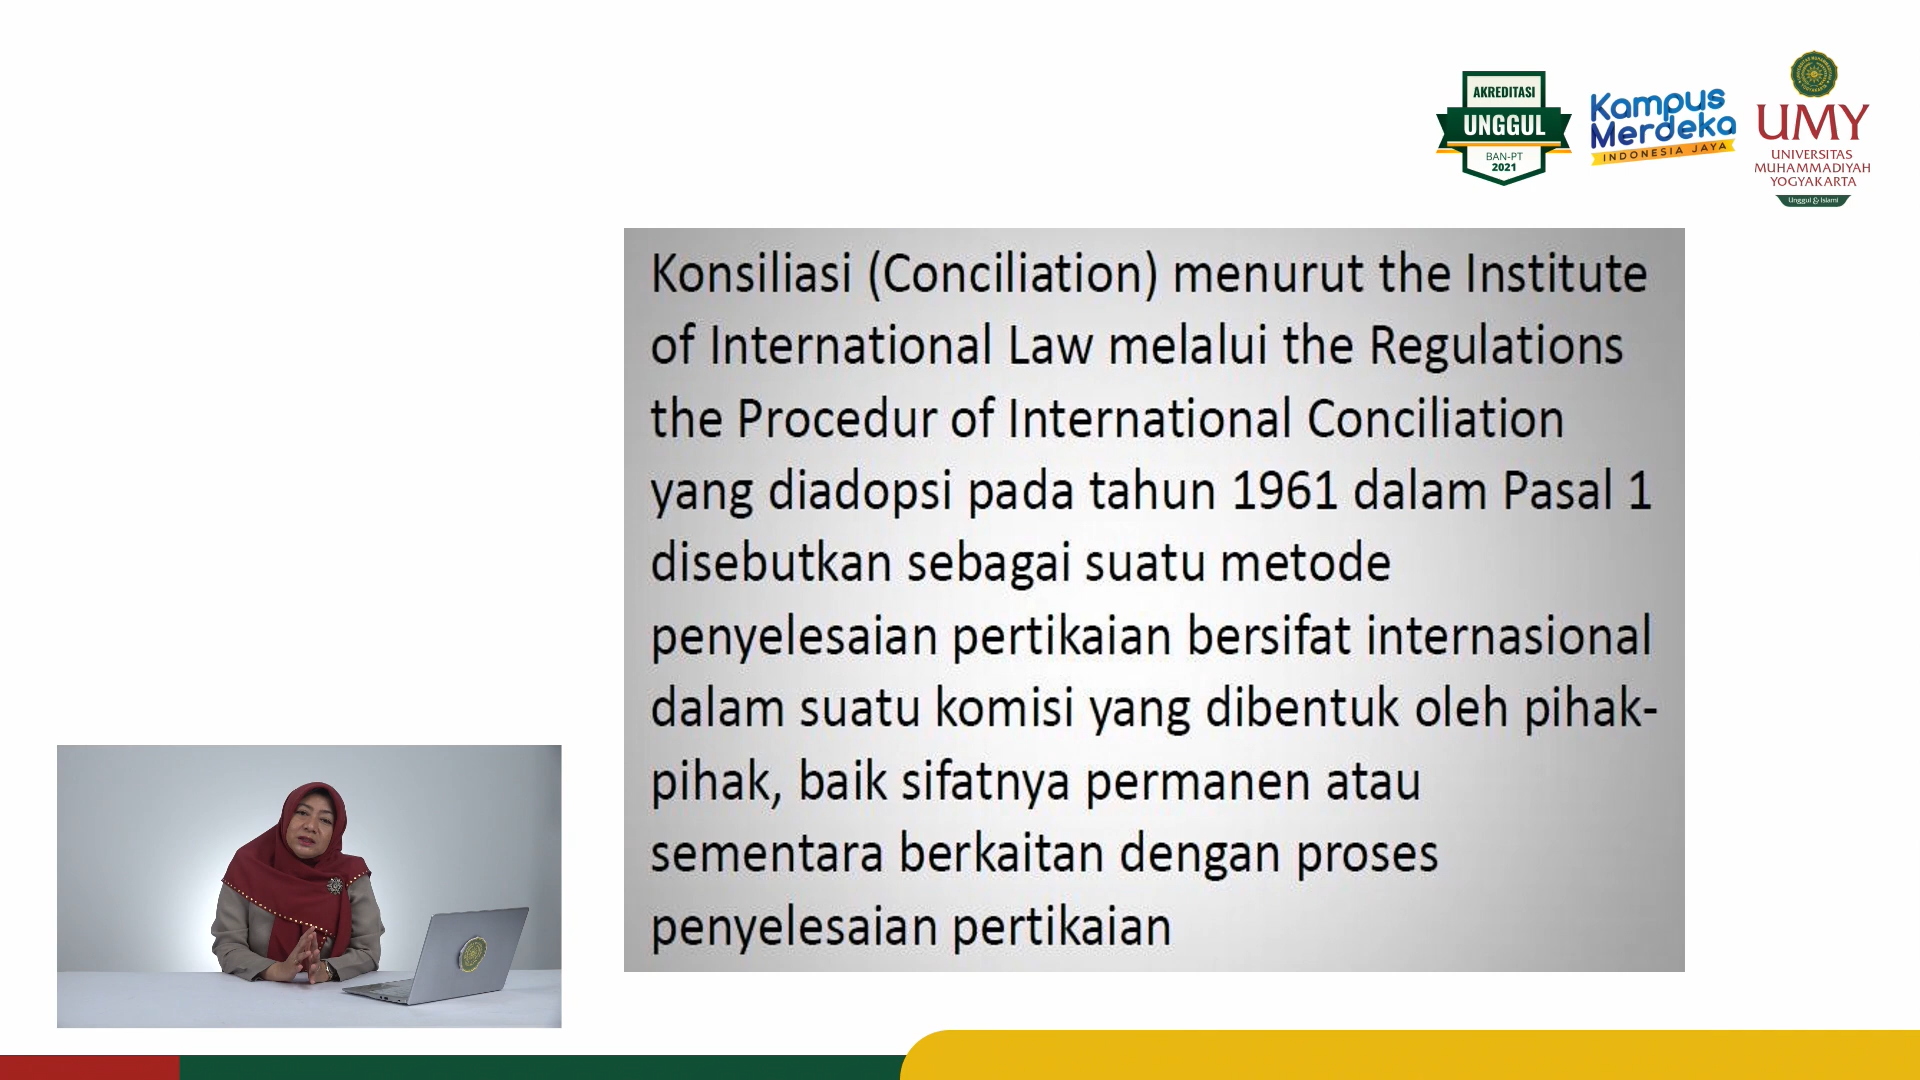 AKREDITASI
UNGGUL
BAN-PT
2021
Kampus
Merdeka
INDONESIA JAYA
UMY
UNIVERSITAS
MUHAMMADIYAH
YOGYAKARTA
Unggul & Islami
Konsiliasi (Conciliation) menurut the Institute
of International Law melalui the Regulations
the Procedur of International Conciliation
yang diadopsi pada tahun 1961 dalam Pasal 1
disebutkan sebagai suatu metode
penyelesaian pertikaian bersifat internasional
dalam suatu komisi yang dibentuk oleh pihak-
pihak, baik sifatnya permanen atau
sementara berkaitan dengan proses
penyelesaian pertikaian